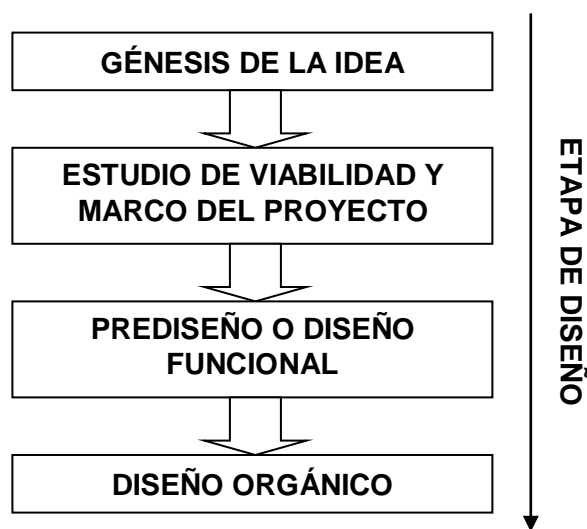 GÉNESIS DE LA IDEA
ESTUDIO DE VIABILIDAD Y
MARCO DEL PROYECTO
PREDISEÑO O DISEÑO
FUNCIONAL
DISEÑO ORGÁNICO
ETAPA DE DISEÑO